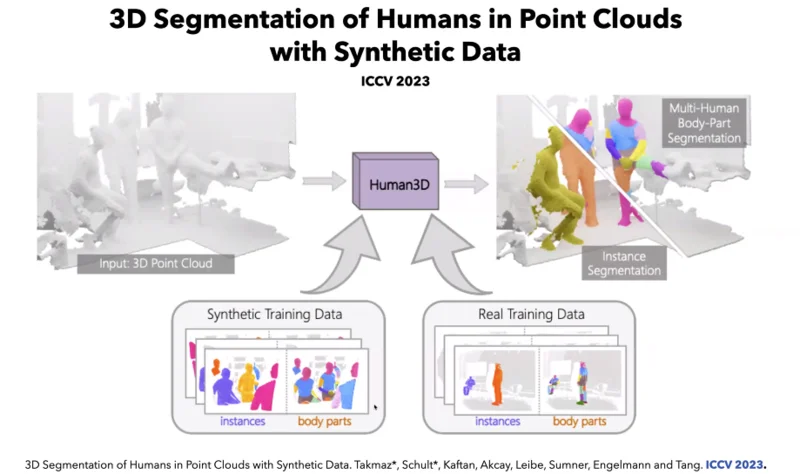 3D Segmentation of Humans in Point Clouds
with Synthetic Data
ICCV 2023
Input: 3D Point Cloud
Human3D
Multi-Human
Body-Part
Segmentation
Instance
Segmentation
Synthetic Training Data
instances
body parts
Real Training Data
instances
body parts
3D Segmentation of Humans in Point Clouds with Synthetic Data. Takmaz*, Schult*, Kaftan, Akcay, Leibe, Sumner, Engelmann and Tang. ICCV 2023.